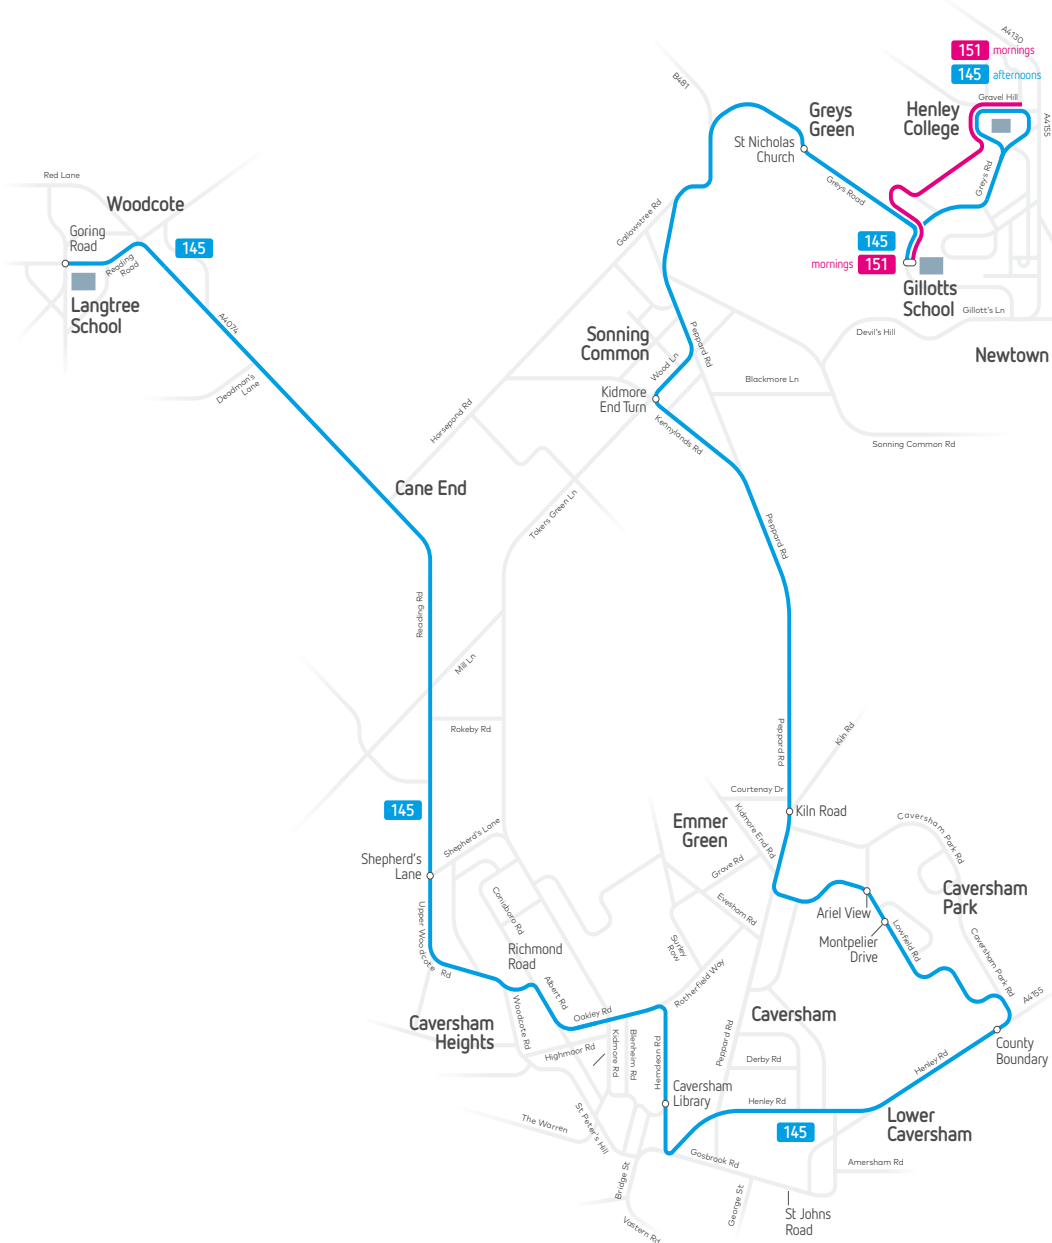 A4130
151 mornings
145 afternoons
B481
Gravel Hill
Greys
Green
Henley
College
A4155
St Nicholas
Church
Greys Rd
Red Lane
Greys Road
Woodcote
Gallowstree Rd
Goring
Road
145
145
Reading
Road
mornings 151
Langtree
School
Gillotts
School
Gillott's Ln
A4074
Devil's Hill
Sonning
Common
Peppard Rd
Newtown
Wood Ln
Deadman's
Lane
Blackmore Ln
Kidmore
End Turn
Horsepond Rd
Kennylands Rd
Sonning Common Rd
Cane End
Tokers Green Ln
Peppard Rd
Reading Rd
Mill Ln
Rokeby Rd
Peppard Rd
Kiln Rd
Courtenay Dr
145
Kidmore End Rd
Kiln Road
Emmer
Green
Caversham Park Rd
Shepherd's Lane
Shepherd's
Lane
Grove Rd
Caversham
Park
Conisboro Rd
Evesham Rd
Ariel View
Upper Woodcote Rd
Lowfield Rd
Montpelier
Drive
Richmond
Road
Surley
Row
Caversham Park Rd
Albert Rd
Rotherfield Way
A4155
Woodcote Rd
Oakley Rd
Caversham
Caversham
Heights
Peppard Rd
County
Boundary
Highmoor Rd
Kidmore Rd
Blenheim Rd
Hemdean Rd
Derby Rd
Henley Rd
Caversham
Library
Henley Rd
The Warren
St. Peter's Hill
145
Lower
Caversham
Gosbrook Rd
Amersham Rd
Bridge St
George St
St Johns
Road
Vastern Rd